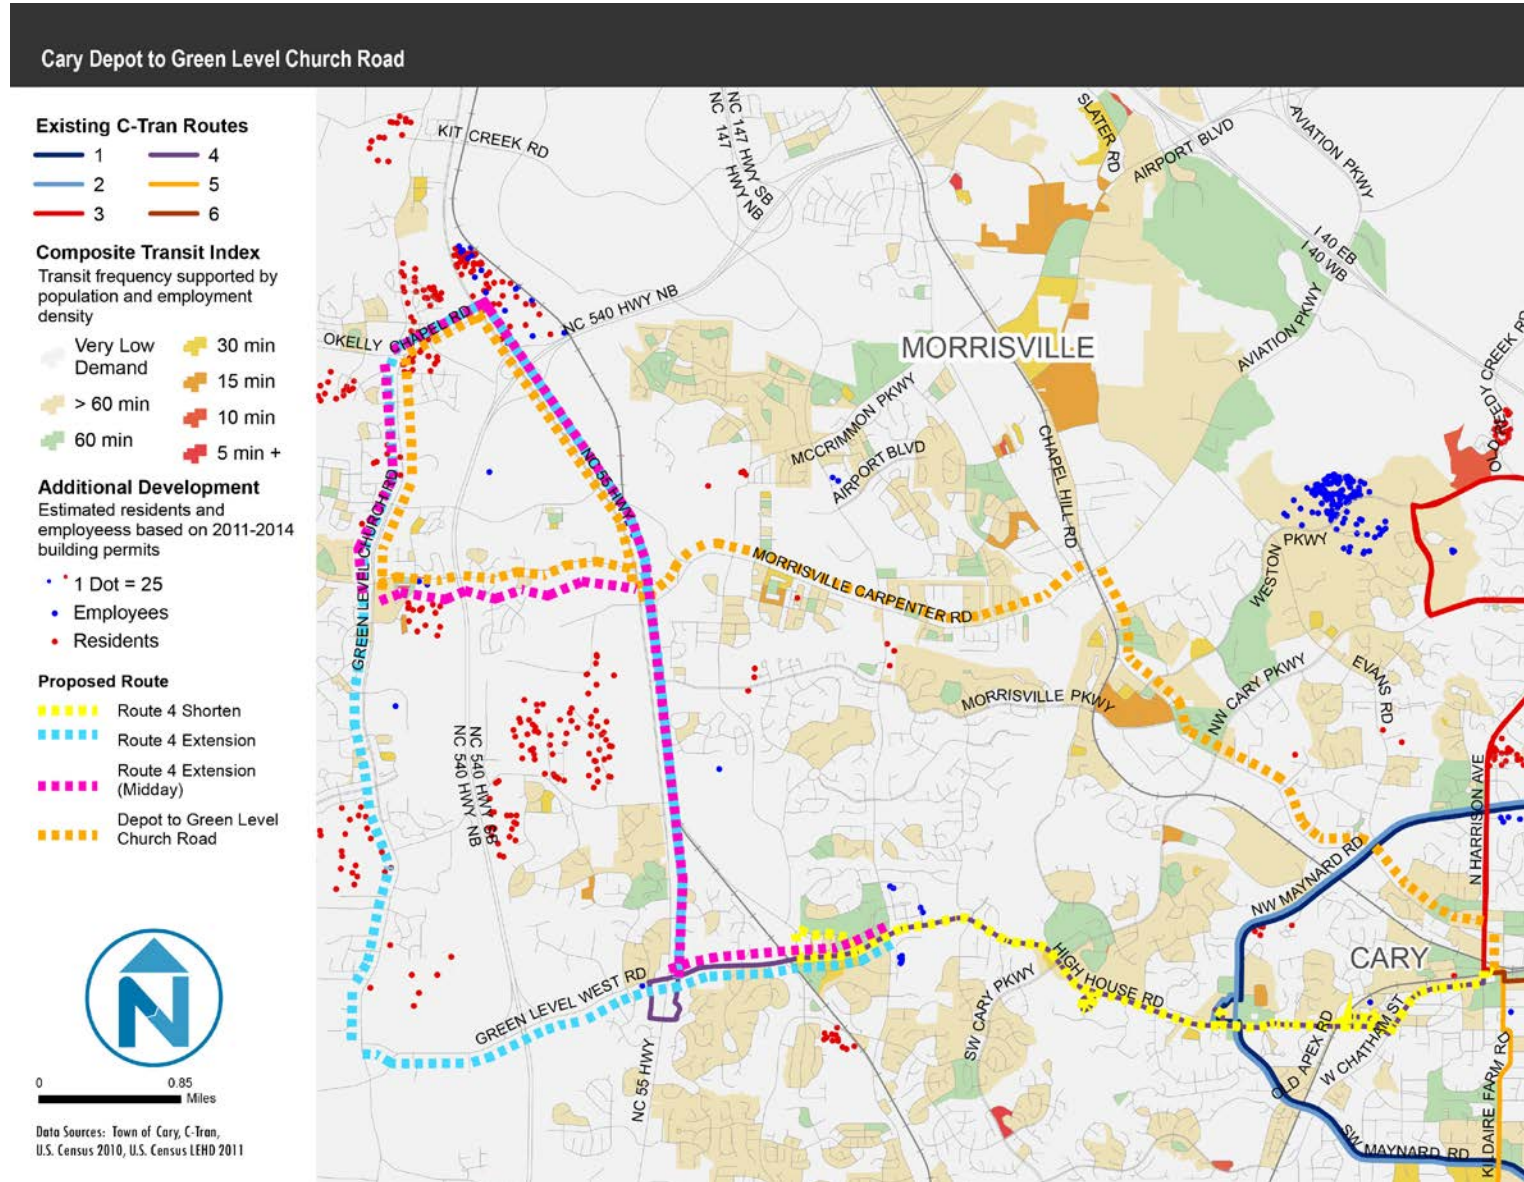 Cary Depot to Green Level Church Road
Existing C-Tran Routes
1 4
2 5
3 6
Composite Transit Index
Transit frequency supported by
population and employment
density
Very Low
Demand
> 60 min
60 min
30 min
15 min
10 min
5 min +
Additional Development
Estimated residents and
employeess based on 2011-2014
building permits
1 Dot = 25
Employees
Residents
Proposed Route
Route 4 Shorten
Route 4 Extension
Route 4 Extension
(Midday)
Depot to Green Level
Church Road
N
0 0.85
Miles
Data Sources: Town of Cary, C-Tran,
U.S. Census 2010, U.S. Census LEHD 2011
KIT CREEK RD
NC 147 HWY SB
NC 147 HWY NB
SLATER RD
AIRPORT BLVD
AVIATION PKWY
I 40 EB
I 40 WB
OKELLY CHAPEL RD
NC 540 HWY NB
MORRISVILLE
AVIATION PKWY
OLD REEDY CREEK RD
MCCRIMMON PKWY
AIRPORT BLVD
CHAPEL HILL RD
NC 55 HWY
GREEN LEVEL CHURCH RD
WESTON
PKWY
MORRISVILLE CARPENTER RD
MORRISVILLE PKWY
NW CARY PKWY
EVANS RD
NC 540 HWY SB
NC 540 HWY NB
N HARRISON AVE
NW MAYNARD RD
CARY
HIGH HOUSE RD
GREEN LEVEL WEST RD
SW CARY PKWY
NC 55 HWY
OLD APEX RD
W CHATHAM ST
KILDAIRE FARM RD
SW MAYNARD RD